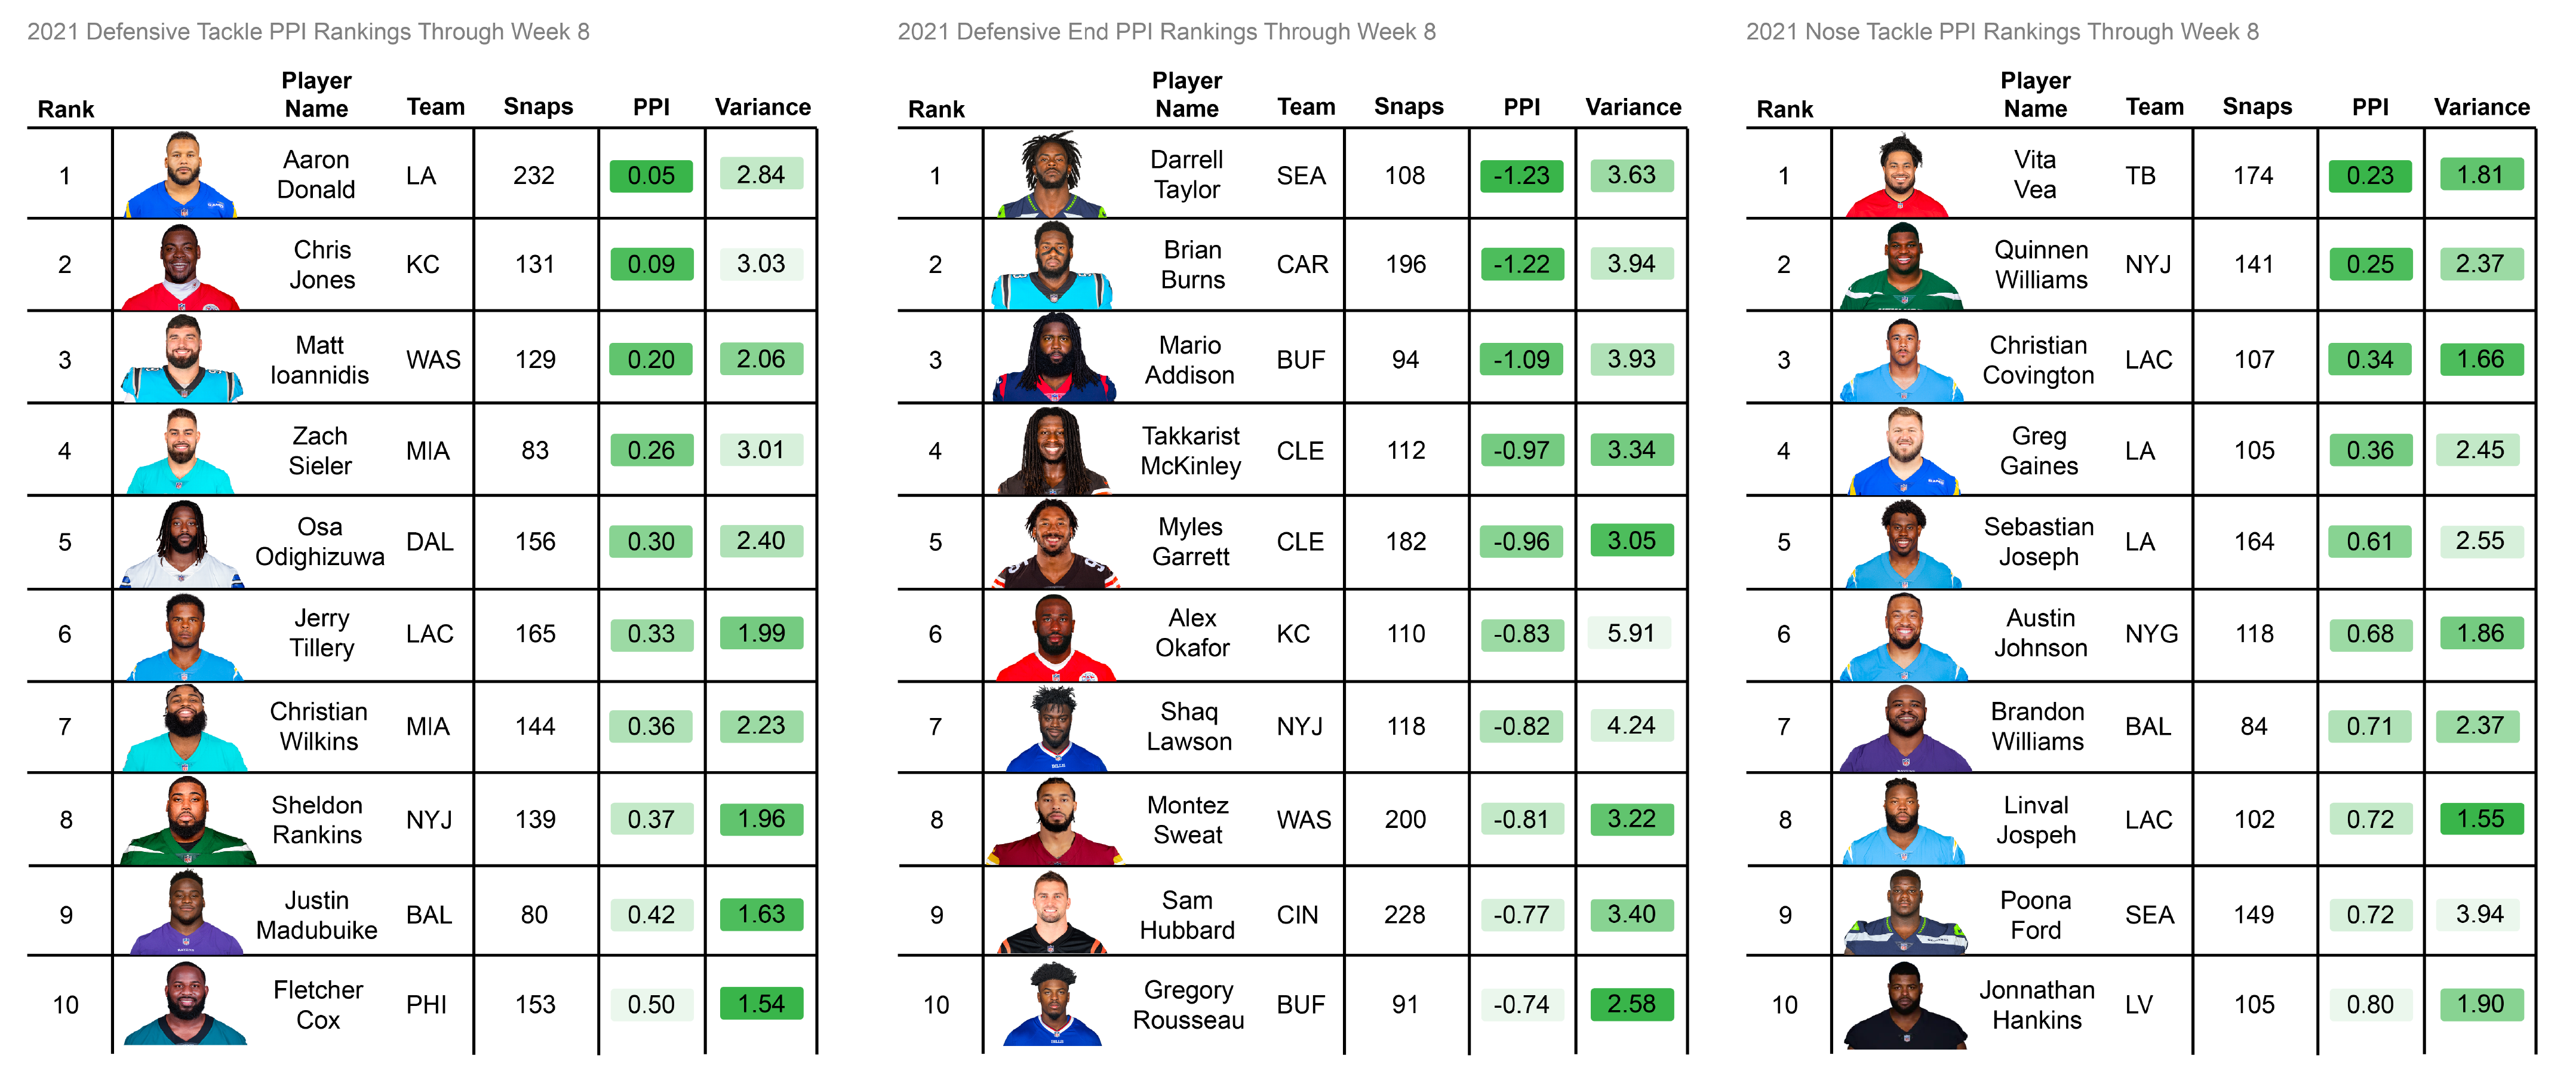 2021 Defensive Tackle PPI Rankings Through Week 8
Rank Player Name Team Snaps PPI Variance
1 Aaron Donald LA 232 0.05 2.84
2 Chris Jones KC 131 0.09 3.03
3 Matt Ioannidis WAS 129 0.20 2.06
4 Zach Sieler MIA 83 0.26 3.01
5 Osa Odighizuwa DAL 156 0.30 2.40
6 Jerry Tillery LAC 165 0.33 1.99
7 Christian Wilkins MIA 144 0.36 2.23
8 Sheldon Rankins NYJ 139 0.37 1.96
9 Justin Madubuike BAL 80 0.42 1.63
10 Fletcher Cox PHI 153 0.50 1.54
2021 Defensive End PPI Rankings Through Week 8
Rank Player Name Team Snaps PPI Variance
1 Darrell Taylor SEA 108 -1.23 3.63
2 Brian Burns CAR 196 -1.22 3.94
3 Mario Addison BUF 94 -1.09 3.93
4 Takkarist McKinley CLE 112 -0.97 3.34
5 Myles Garrett CLE 182 -0.96 3.05
6 Alex Okafor KC 110 -0.83 5.91
7 Shaq Lawson NYJ 118 -0.82 4.24
8 Montez Sweat WAS 200 -0.81 3.22
9 Sam Hubbard CIN 228 -0.77 3.40
10 Gregory Rousseau BUF 91 -0.74 2.58
2021 Nose Tackle PPI Rankings Through Week 8
Rank Player Name Team Snaps PPI Variance
1 Vita Vea TB 174 0.23 1.81
2 Quinnen Williams NYJ 141 0.25 2.37
3 Christian Covington LAC 107 0.34 1.66
4 Greg Gaines LA 105 0.36 2.45
5 Sebastian Joseph LA 164 0.61 2.55
6 Austin Johnson NYG 118 0.68 1.86
7 Brandon Williams BAL 84 0.71 2.37
8 Linval Jospeh LAC 102 0.72 1.55
9 Poona Ford SEA 149 0.72 3.94
10 Jonnathan Hankins LV 105 0.80 1.90